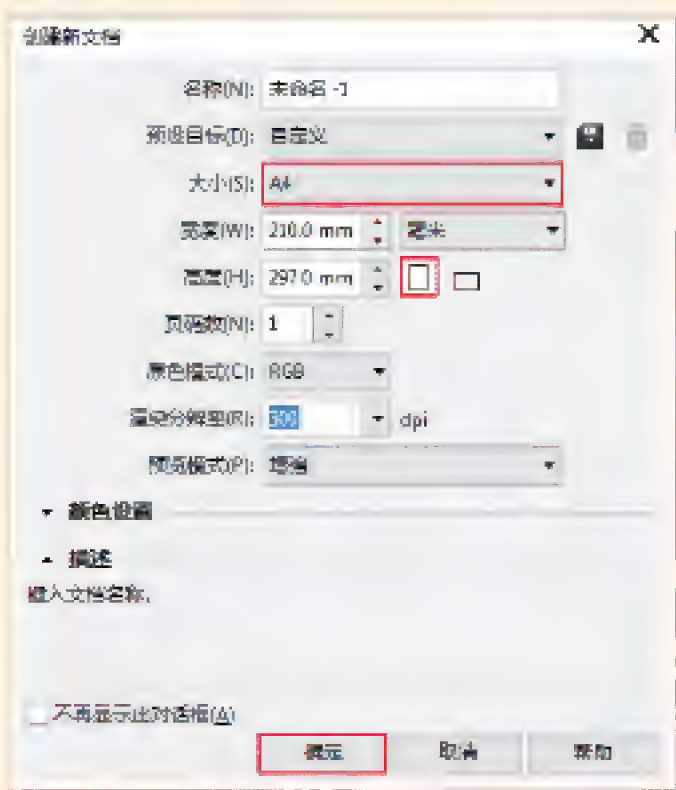 创建新文档
名称(N): 未命名 -1
预设目标(D): 自定义
大小(S): A4
宽度(W): 210.0 mm 毫米
高度(H): 297.0 mm
页码数(N): 1
原色模式(C): RGB
渲染分辨率(R): 300 dpi
预览模式(P): 增强
颜色设置
描述
键入文档名称。
不再显示此对话框(A)
确定 取消 帮助